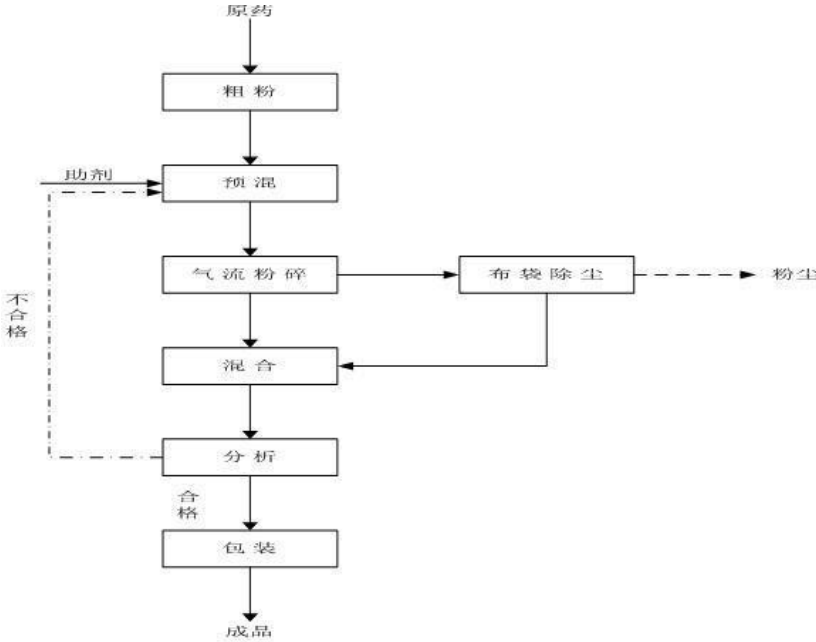 原药
粗粉
助剂
预混
气流粉碎
布袋除尘
粉尘
不合格
混合
分析
合格
包装
成品